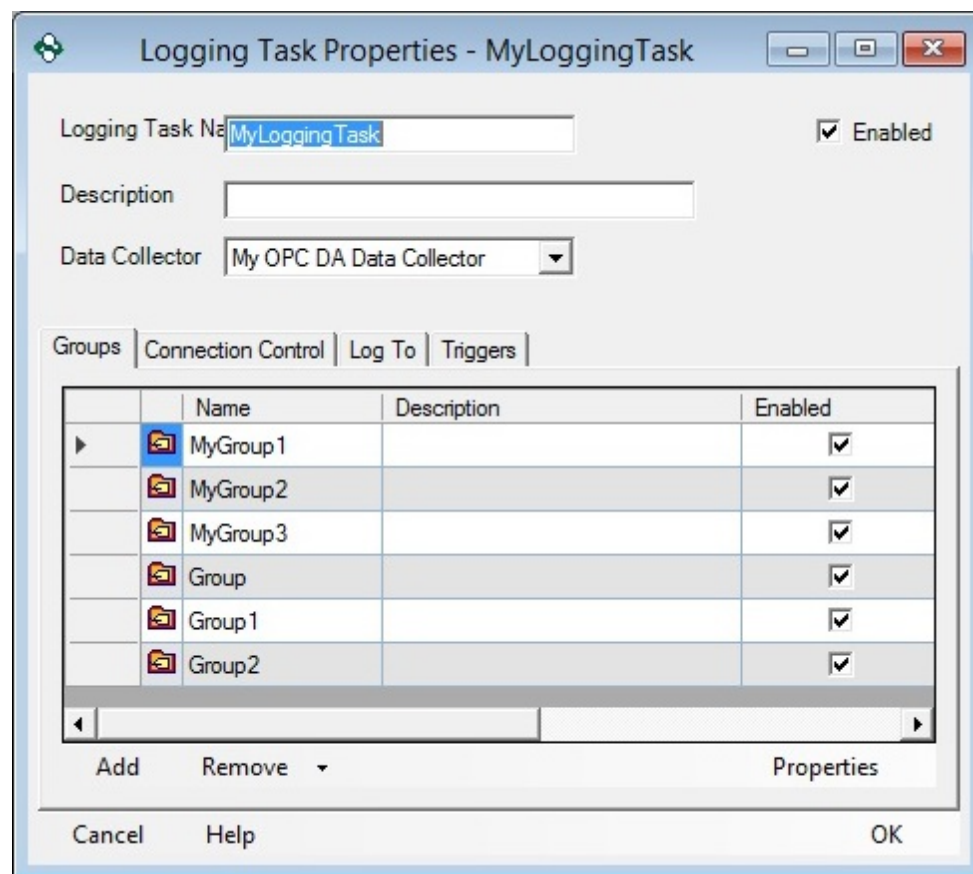 Logging Task Properties - MyLoggingTask
Logging Task Na MyLoggingTask Enabled
Description
Data Collector My OPC DA Data Collector
Groups Connection Control Log To Triggers
Name Description Enabled
MyGroup1
MyGroup2
MyGroup3
Group
Group1
Group2
Add Remove Properties
Cancel Help OK